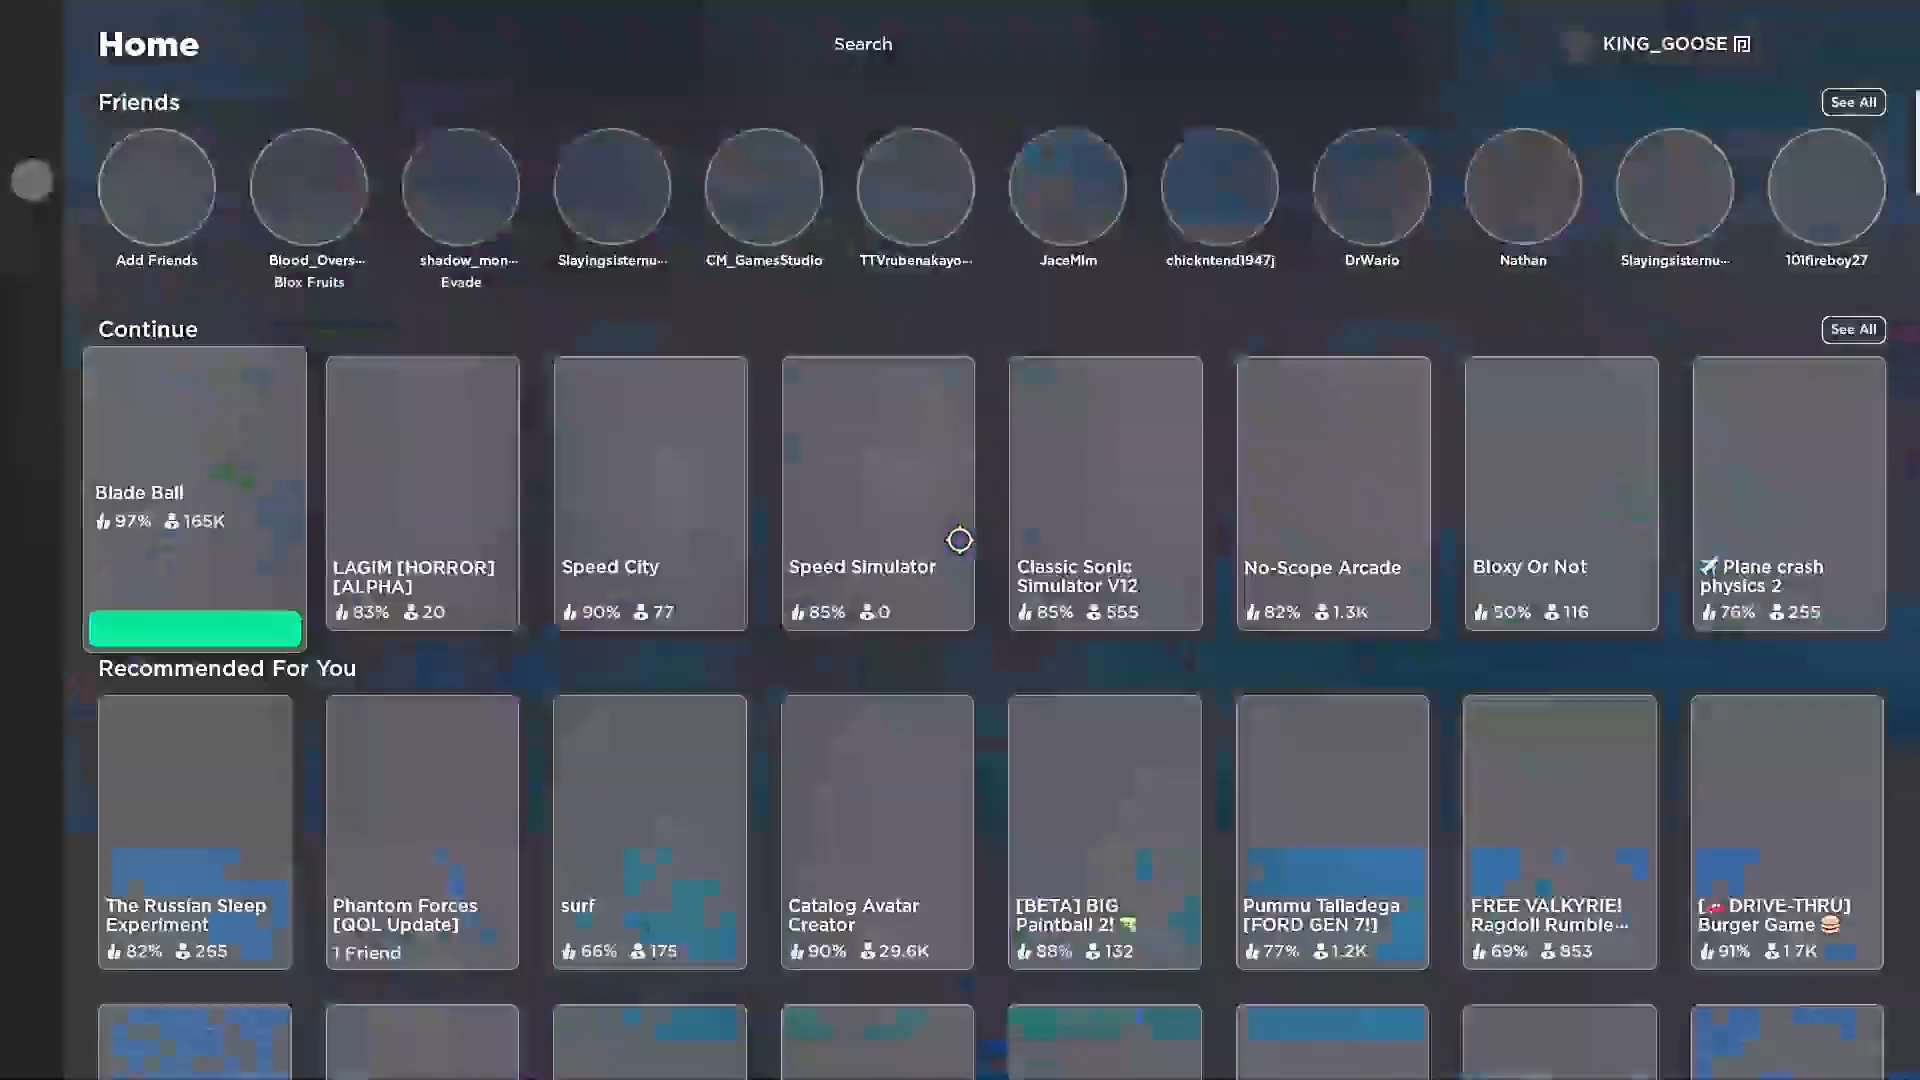 Home
Search
KING_GOOSE
Friends
See All
Add Friends
Blood_Overs...
Blox Fruits
shadow_mon...
Evade
Slayingsisternu...
CM_GamesStudio
TTVrubenakayo...
JaceMlm
chickntend1947j
DrWario
Nathan
Slayingsisternu...
101fireboy27
Continue
See All
Blade Ball
97% 165K
LAGIM [HORROR]
[ALPHA]
83% 20
Speed City
90% 77
Speed Simulator
85% 0
Classic Sonic
Simulator V12
85% 555
No-Scope Arcade
82% 1.3K
Bloxy Or Not
50% 116
✈️ Plane crash
physics 2
76% 255
Recommended For You
The Russian Sleep
Experiment
82% 265
Phantom Forces
[QOL Update]
1 Friend
surf
66% 175
Catalog Avatar
Creator
90% 29.6K
[BETA] BIG
Paintball 2! 🔫
88% 132
Pummu Talladega
[FORD GEN 7!]
77% 1.2K
FREE VALKYRIE!
Ragdoll Rumble...
69% 853
[🚗 DRIVE-THRU]
Burger Game 🍔
91% 1.7K